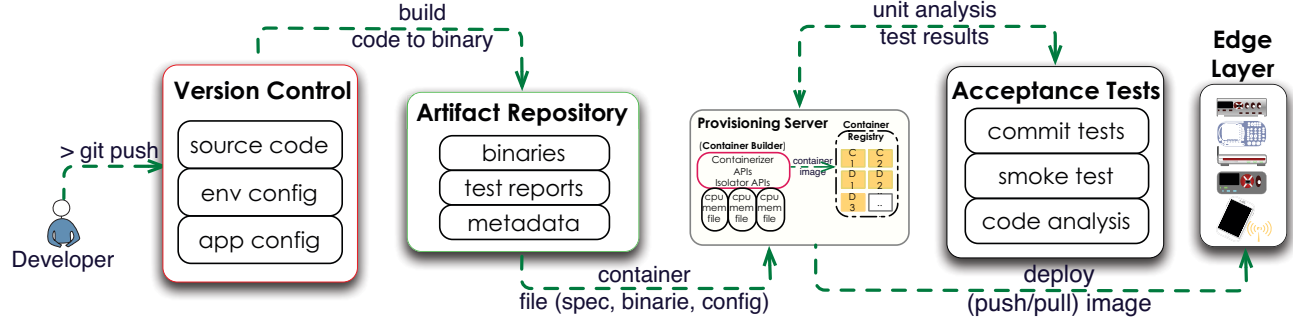 > git push
Developer
Version Control
source code
env config
app config
build
code to binary
Artifact Repository
binaries
test reports
metadata
container
file (spec, binarie, config)
Provisioning Server
(Container Builder)
Containerizer
APIs
Isolator APIs
cpu
mem
file
cpu
mem
file
cpu
mem
file
container
image
Container
Registry
C
1
C
2
D
1
D
2
D
3
..
unit analysis
test results
Acceptance Tests
commit tests
smoke test
code analysis
deploy
(push/pull) image
Edge
Layer